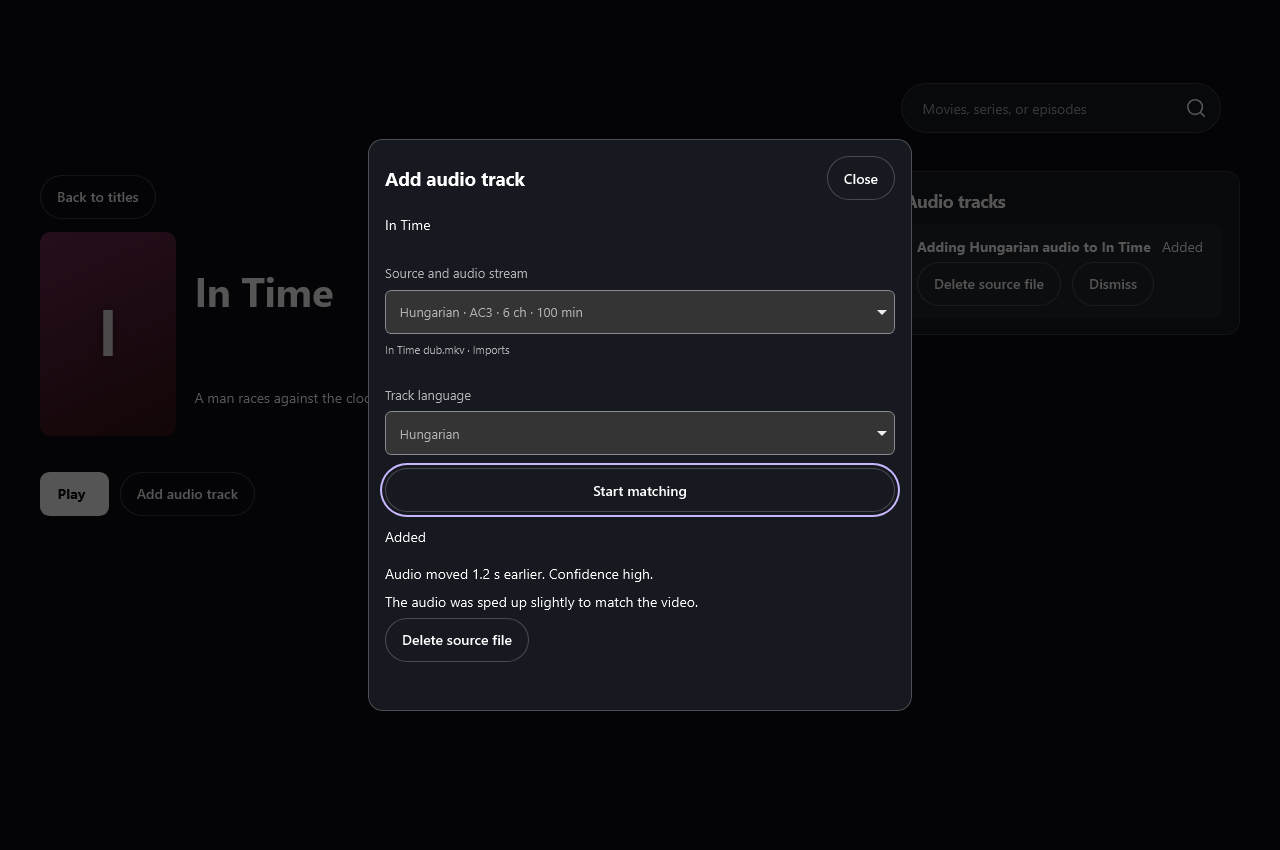 Movies, series, or episodes
Back to titles
I
In Time
A man races against the cloc
Play
Add audio track
Audio tracks
Adding Hungarian audio to In Time
Added
Delete source file
Dismiss
Add audio track
Close
In Time
Source and audio stream
Hungarian · AC3 · 6 ch · 100 min
In Time dub.mkv · Imports
Track language
Hungarian
Start matching
Added
Audio moved 1.2 s earlier. Confidence high.
The audio was sped up slightly to match the video.
Delete source file